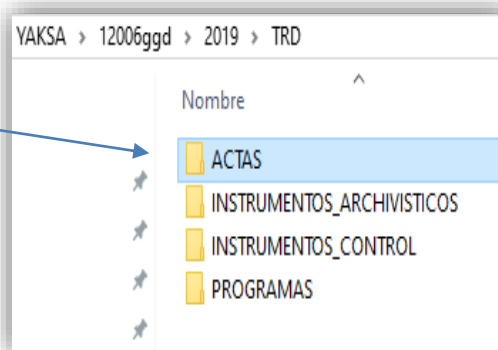 YAKSA > 12006ggd > 2019 > TRD
Nombre
ACTAS
INSTRUMENTOS_ARCHIVISTICOS
INSTRUMENTOS_CONTROL
PROGRAMAS